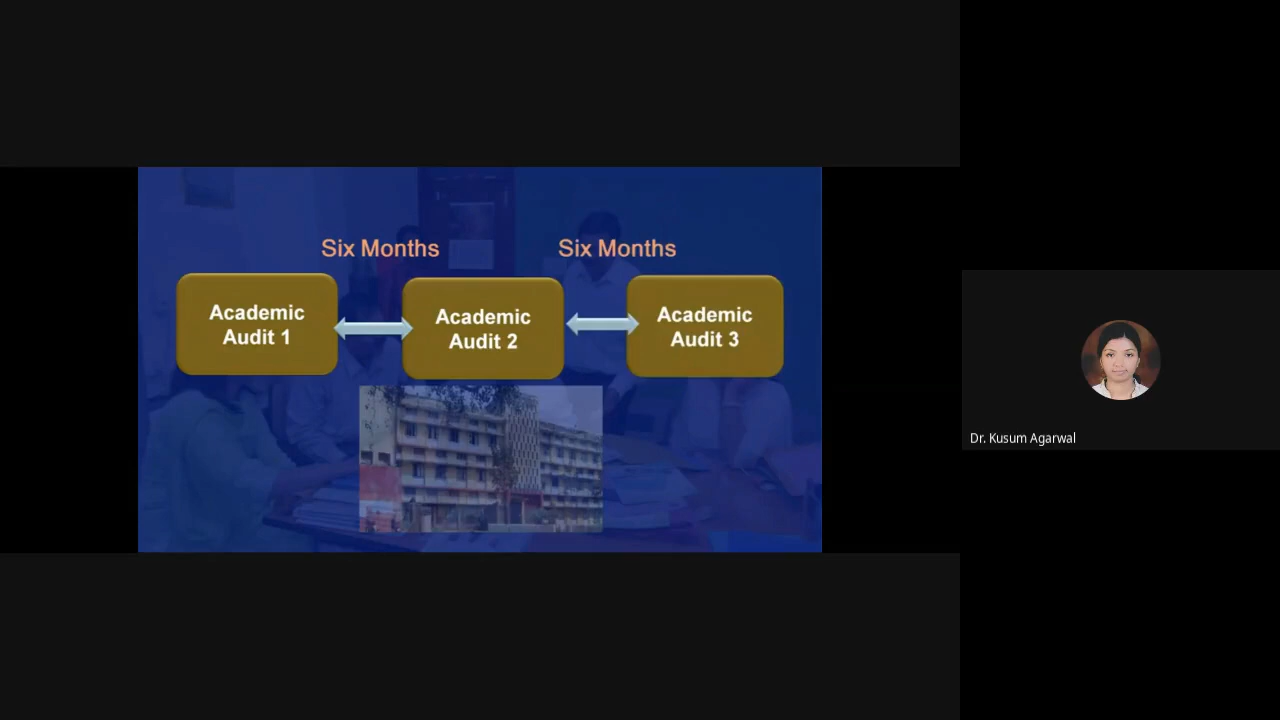 Six Months
Six Months
Academic
Audit 1
Academic
Audit 2
Academic
Audit 3
Dr. Kusum Agarwal